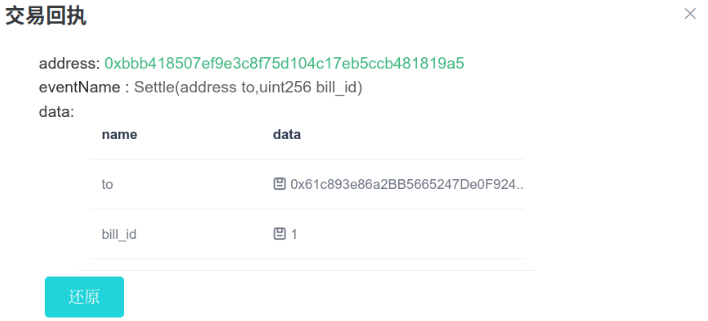 交易回执
address: 0xbbb418507ef9e3c8f75d104c17eb5ccb481819a5
eventName : Settle(address to,uint256 bill_id)
data:
name data
to 0x61c893e86a2BB5665247De0F924..
bill_id 1
还原